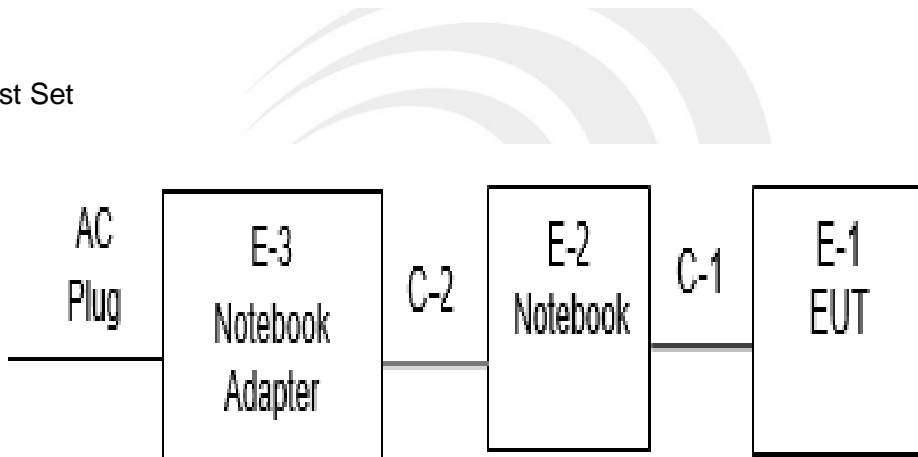 st Set
AC
Plug
E-3
Notebook
Adapter
C-2
E-2
Notebook
C-1
E-1
EUT